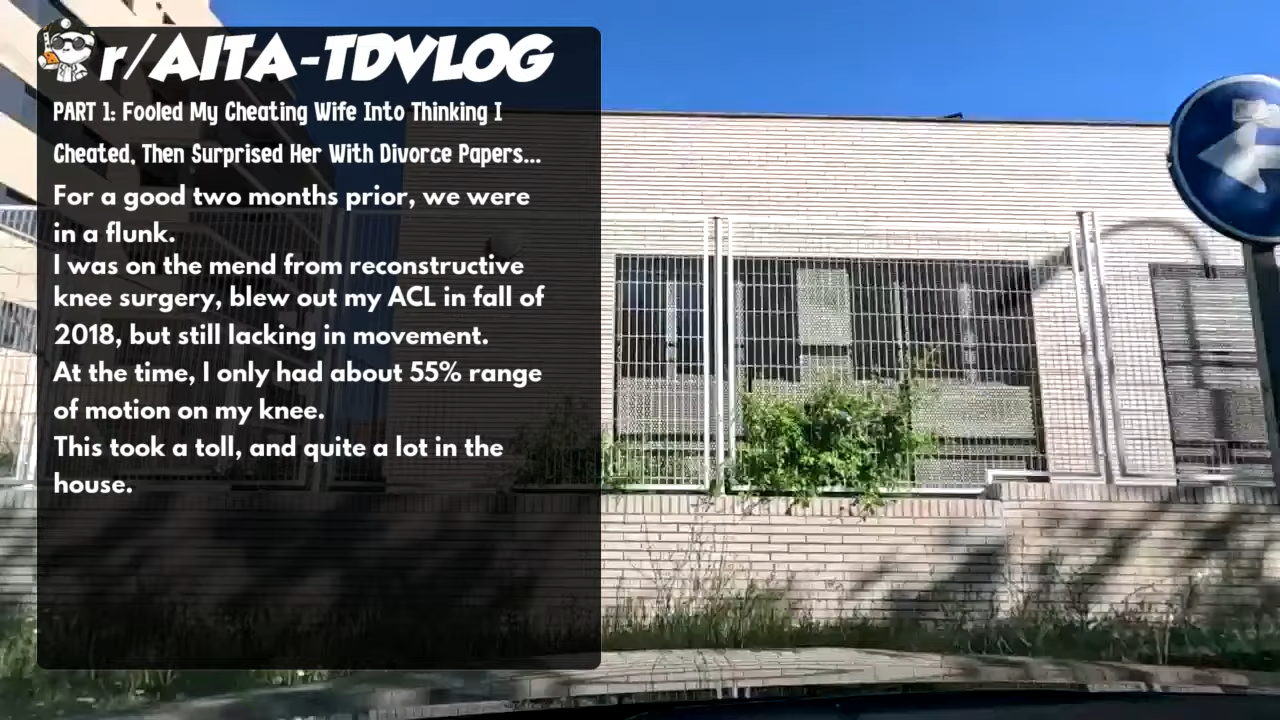 r/AITA-TDVLOG
PART 1: Fooled My Cheating Wife Into Thinking I
Cheated, Then Surprised Her With Divorce Papers...
For a good two months prior, we were
in a flunk.
I was on the mend from reconstructive
knee surgery, blew out my ACL in fall of
2018, but still lacking in movement.
At the time, I only had about 55% range
of motion on my knee.
This took a toll, and quite a lot in the
house.